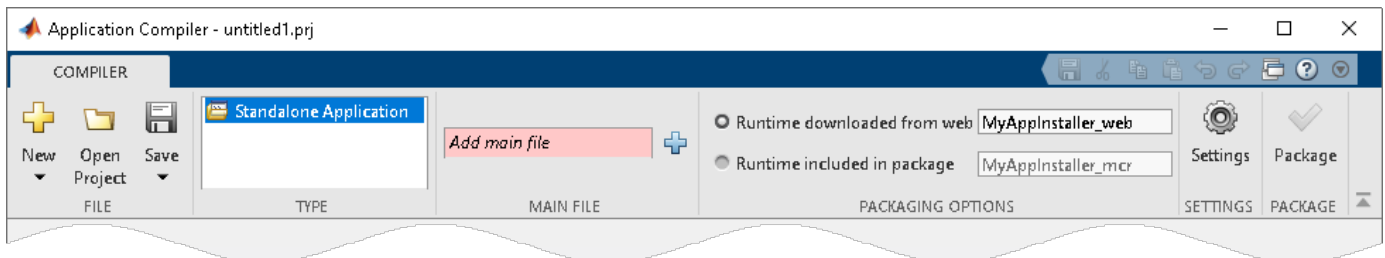 Application Compiler - untitled1.prj
COMPILER
New
Open Project
Save
FILE
Standalone Application
TYPE
Add main file
MAIN FILE
Runtime downloaded from web MyAppInstaller_web
Runtime included in package MyAppInstaller_mcr
PACKAGING OPTIONS
Settings
SETTINGS
Package
PACKAGE